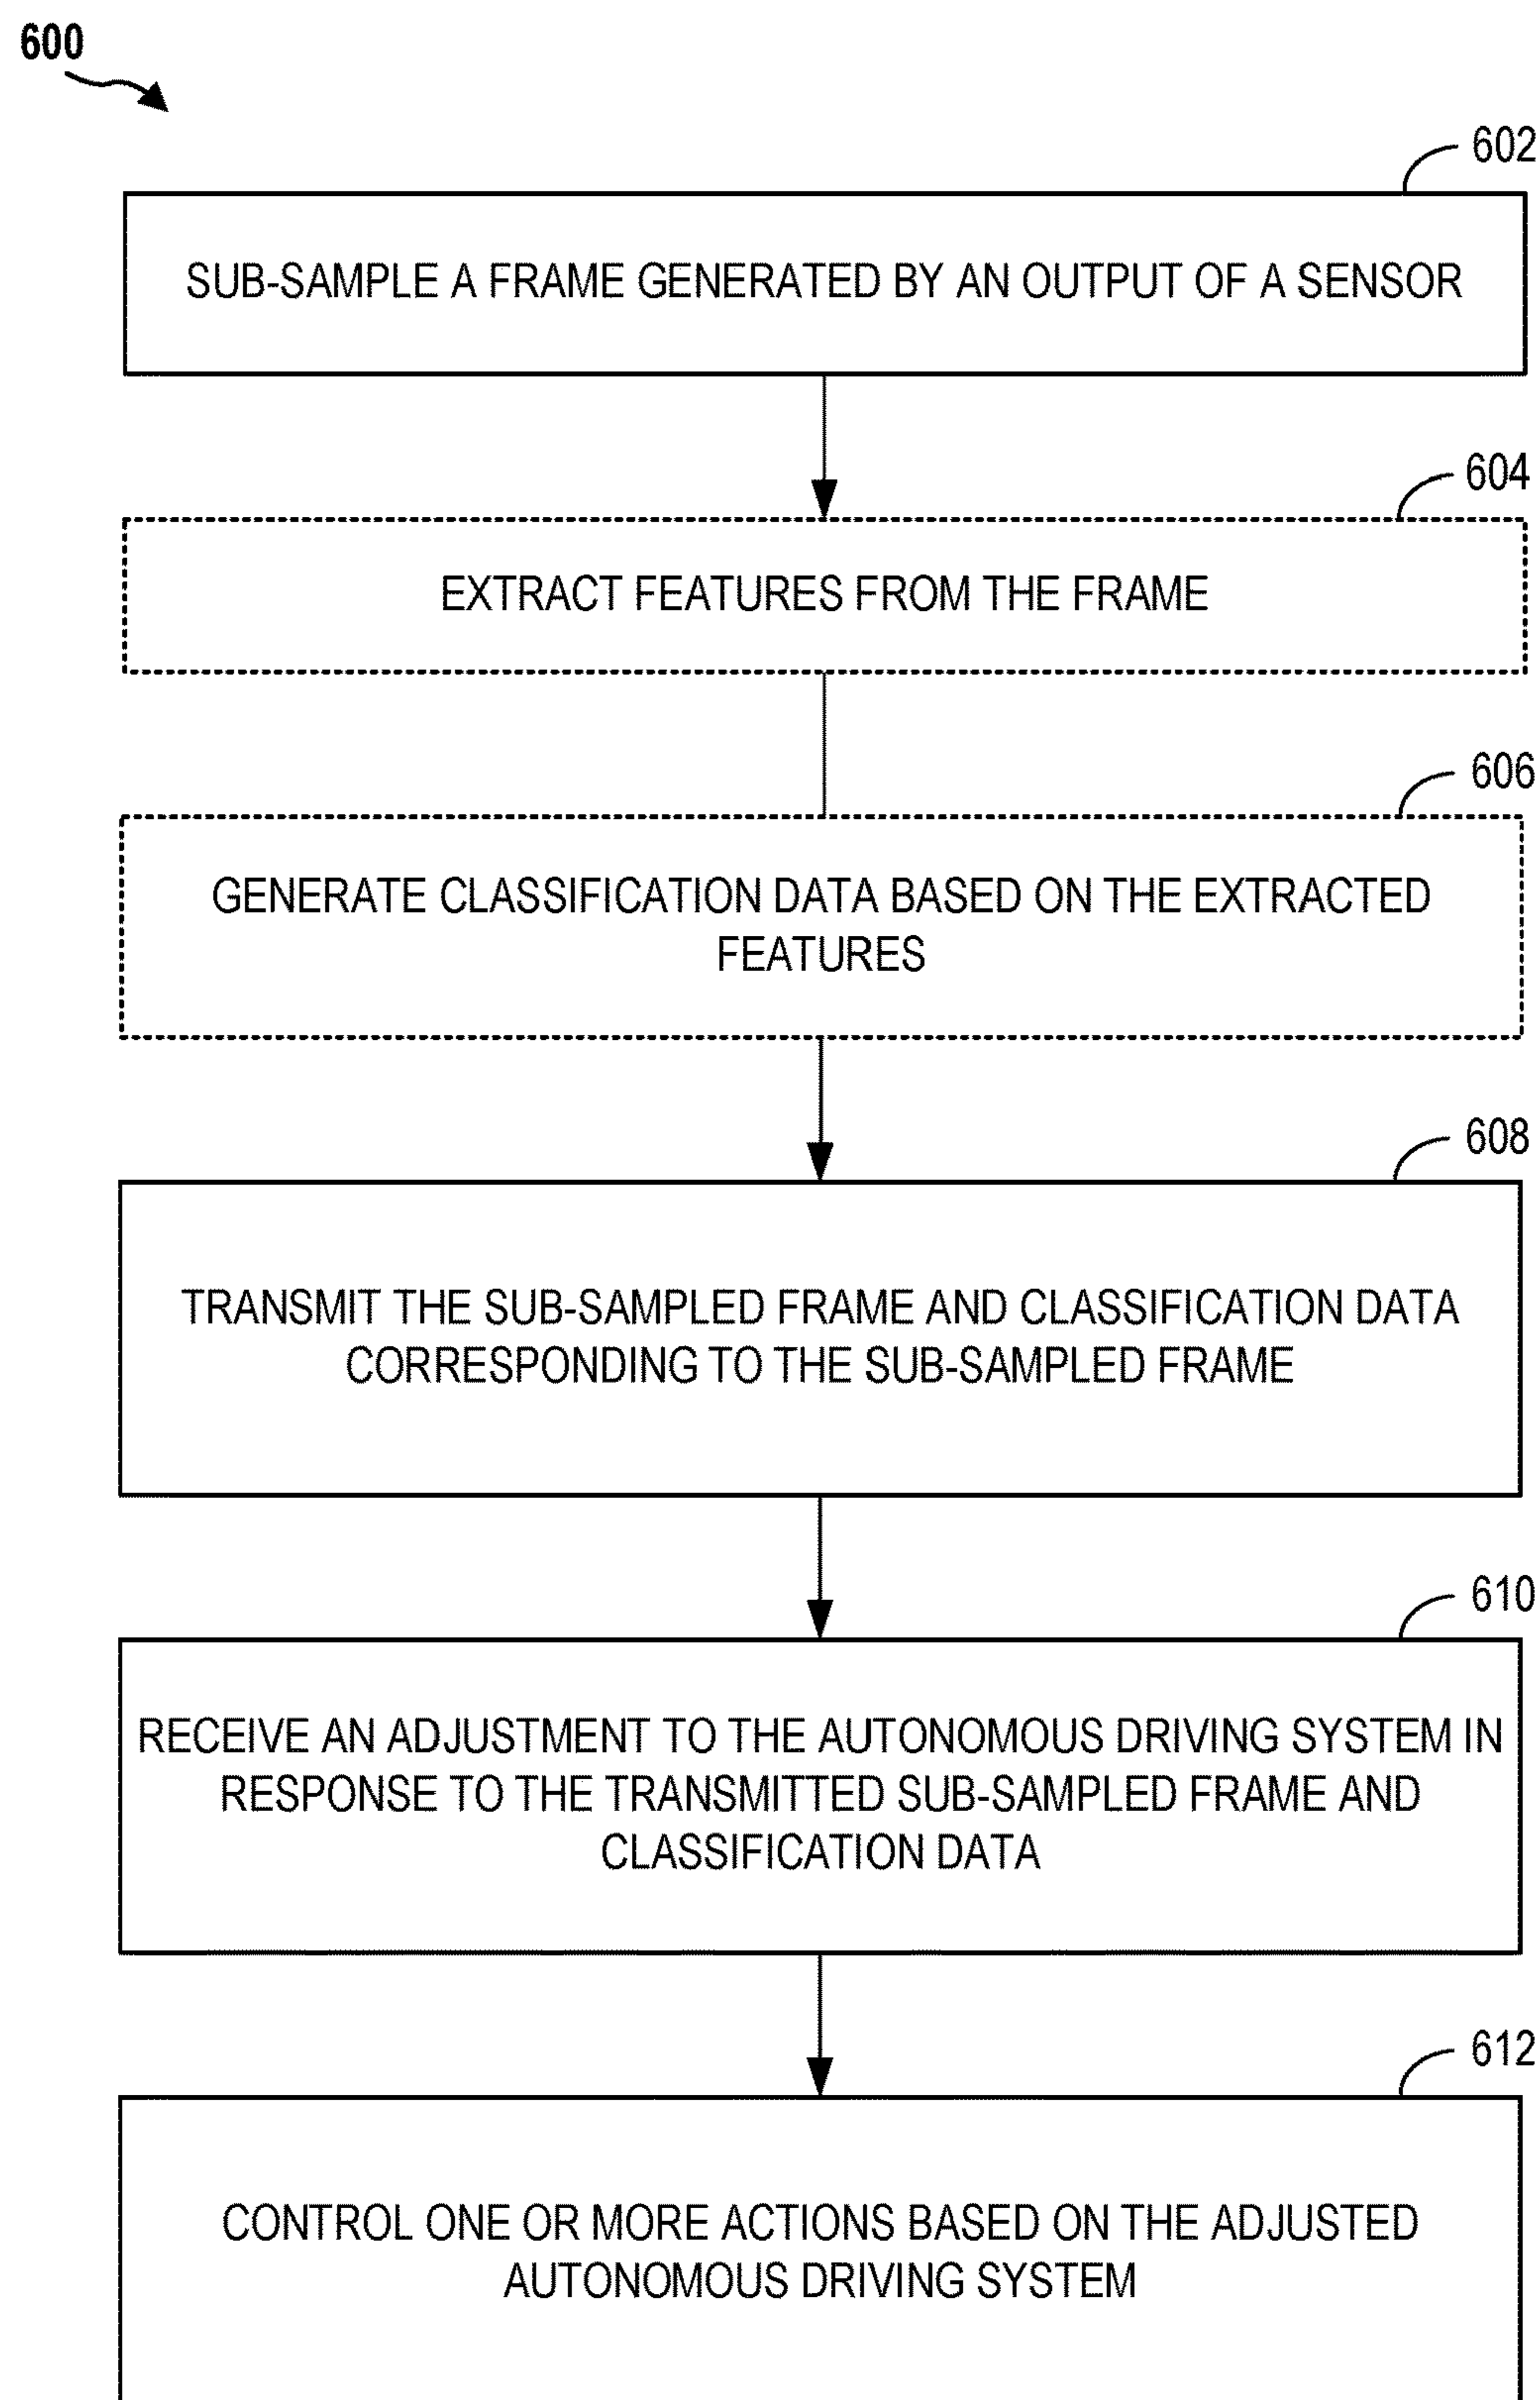 600
602
SUB-SAMPLE A FRAME GENERATED BY AN OUTPUT OF A SENSOR
604
EXTRACT FEATURES FROM THE FRAME
606
GENERATE CLASSIFICATION DATA BASED ON THE EXTRACTED
FEATURES
608
TRANSMIT THE SUB-SAMPLED FRAME AND CLASSIFICATION DATA
CORRESPONDING TO THE SUB-SAMPLED FRAME
610
RECEIVE AN ADJUSTMENT TO THE AUTONOMOUS DRIVING SYSTEM IN
RESPONSE TO THE TRANSMITTED SUB-SAMPLED FRAME AND
CLASSIFICATION DATA
612
CONTROL ONE OR MORE ACTIONS BASED ON THE ADJUSTED
AUTONOMOUS DRIVING SYSTEM